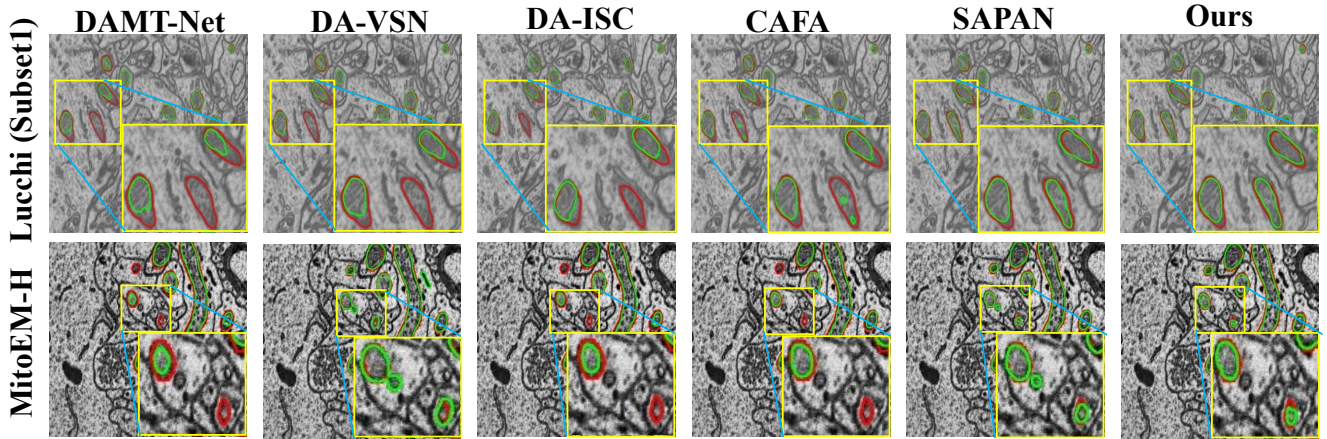 DAMT-Net DA-VSN DA-ISC CAFA SAPAN Ours
Lucchi (Subset1)
MitoEM-H